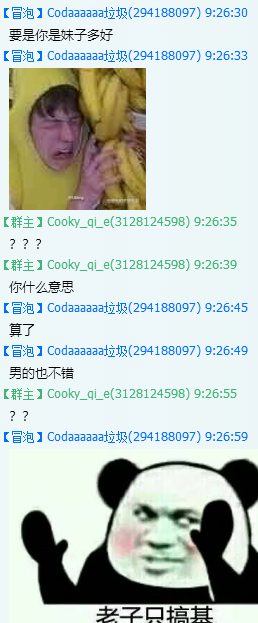 【冒泡】Codaaaaaa垃圾(294188097) 9:26:30
要是你是妹子多好
【冒泡】Codaaaaaa垃圾(294188097) 9:26:33
【群主】Cooky_qi_e(3128124598) 9:26:35
？？？
【群主】Cooky_qi_e(3128124598) 9:26:39
你什么意思
【冒泡】Codaaaaaa垃圾(294188097) 9:26:45
算了
【冒泡】Codaaaaaa垃圾(294188097) 9:26:49
男的也不错
【群主】Cooky_qi_e(3128124598) 9:26:55
？？
【冒泡】Codaaaaaa垃圾(294188097) 9:26:59
老子只搞基